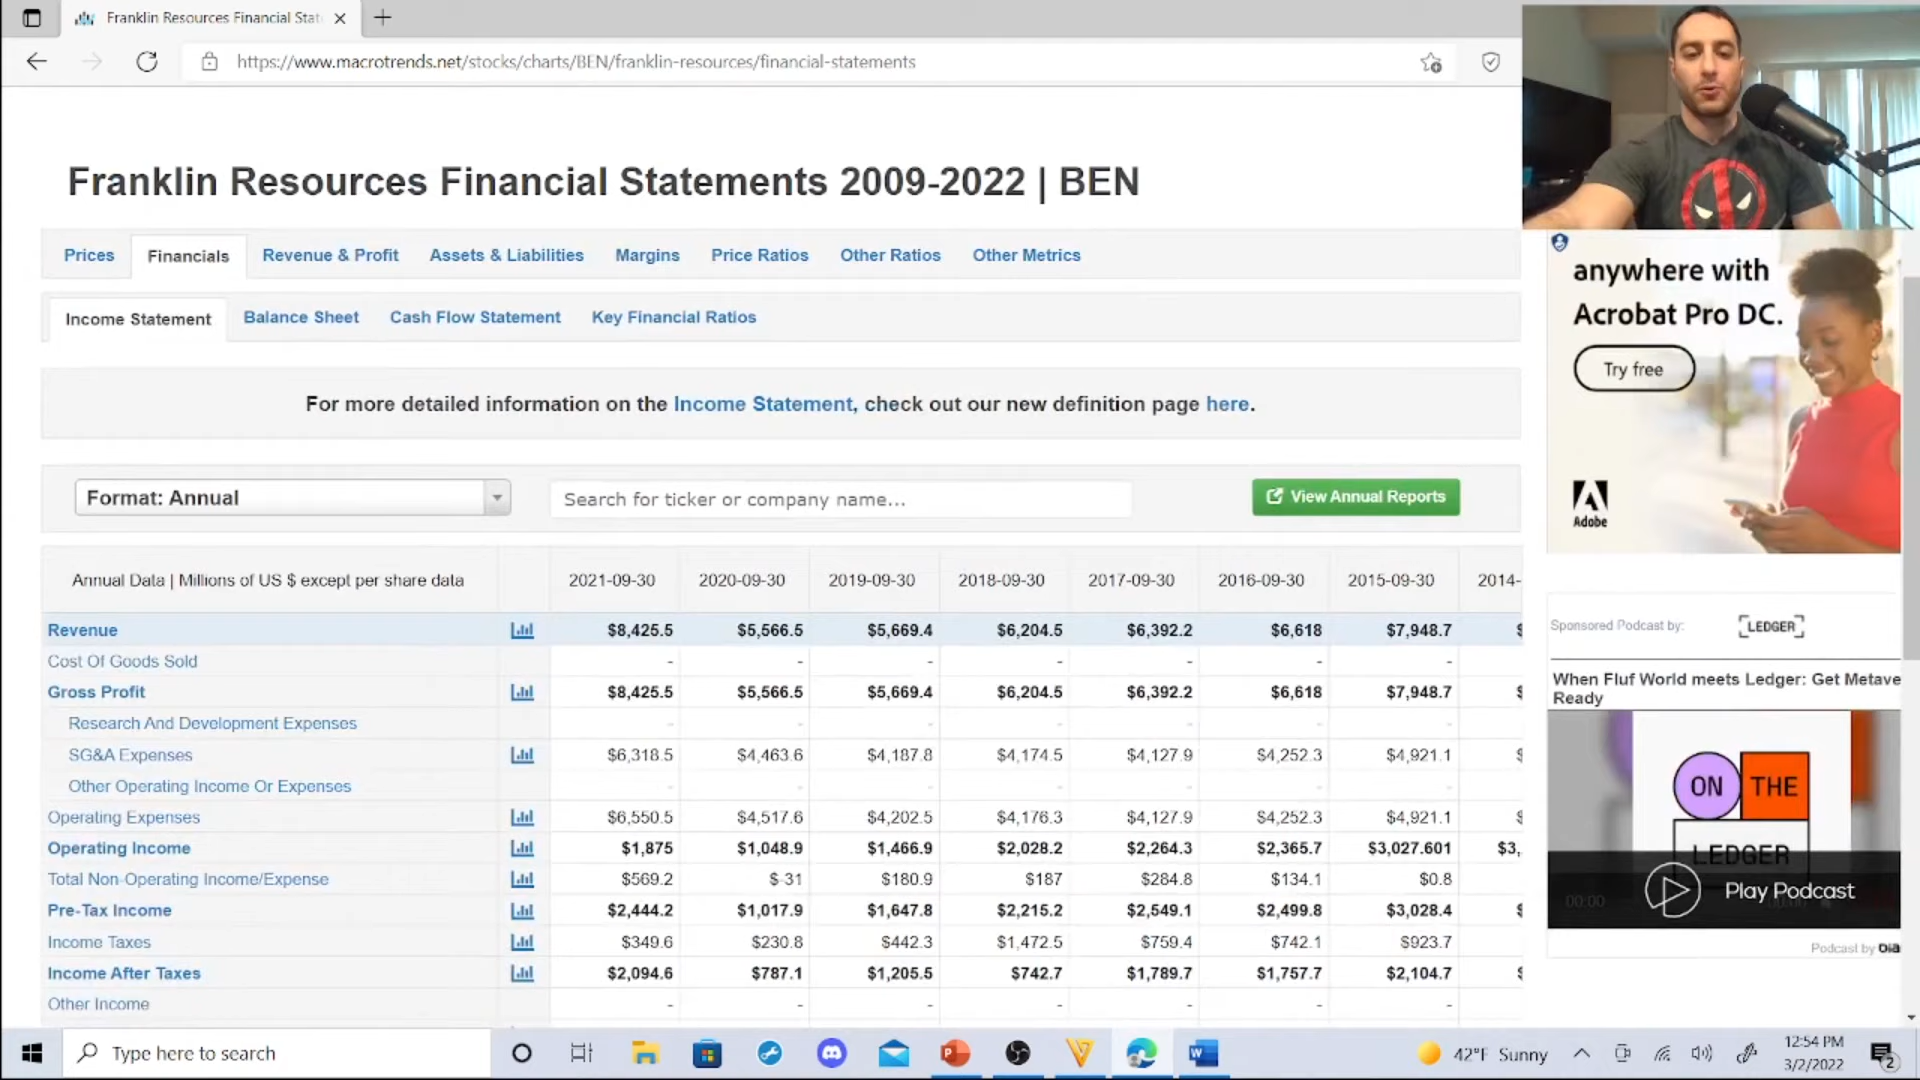 Franklin Resources Financial Stat
https://www.macrotrends.net/stocks/charts/BEN/franklin-resources/financial-statements
Franklin Resources Financial Statements 2009-2022 | BEN
Prices Financials Revenue & Profit Assets & Liabilities Margins Price Ratios Other Ratios Other Metrics
Income Statement Balance Sheet Cash Flow Statement Key Financial Ratios
For more detailed information on the Income Statement, check out our new definition page here.
Format: Annual Search for ticker or company name... View Annual Reports
Annual Data | Millions of US $ except per share data 2021-09-30 2020-09-30 2019-09-30 2018-09-30 2017-09-30 2016-09-30 2015-09-30 2014-
Revenue $8,425.5 $5,566.5 $5,669.4 $6,204.5 $6,392.2 $6,618 $7,948.7 $
Cost Of Goods Sold - - - - - - -
Gross Profit $8,425.5 $5,566.5 $5,669.4 $6,204.5 $6,392.2 $6,618 $7,948.7 $
Research And Development Expenses - - - - - - -
SG&A Expenses $6,318.5 $4,463.6 $4,187.8 $4,174.5 $4,127.9 $4,252.3 $4,921.1 $
Other Operating Income Or Expenses - - - - - - -
Operating Expenses $6,550.5 $4,517.6 $4,202.5 $4,176.3 $4,127.9 $4,252.3 $4,921.1 $
Operating Income $1,875 $1,048.9 $1,466.9 $2,028.2 $2,264.3 $2,365.7 $3,027.601 $3,
Total Non-Operating Income/Expense $569.2 $-31 $180.9 $187 $284.8 $134.1 $0.8
Pre-Tax Income $2,444.2 $1,017.9 $1,647.8 $2,215.2 $2,549.1 $2,499.8 $3,028.4 $
Income Taxes $349.6 $230.8 $442.3 $1,472.5 $759.4 $742.1 $923.7
Income After Taxes $2,094.6 $787.1 $1,205.5 $742.7 $1,789.7 $1,757.7 $2,104.7 $
Other Income - - - - - - -
anywhere with
Acrobat Pro DC.
Try free
Adobe
Sponsored Podcast by: LEDGER
When Fluf World meets Ledger: Get Metave
Ready
ON THE
LEDGER
00:00 Play Podcast
Podcast by Dia
Type here to search
42°F Sunny
12:54 PM
3/2/2022
2